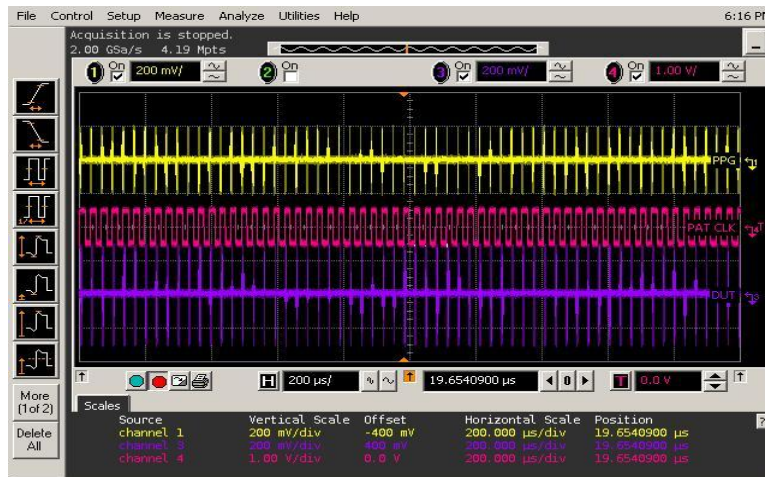 File Control Setup Measure Analyze Utilities Help 6:16 PM
Acquisition is stopped.
2.00 GSa/s 4.19 Mpts
1 On 200 mV/ 2 On 3 On 200 mV/ 4 On 1.00 V/
PPG 1
PAT CLK 4 T
DUT 3
More
(1 of 2)
Delete
All
H 200 µs/ 19.6540900 µs 0 T 0.0 V
Scales
Source Vertical Scale Offset Horizontal Scale Position
channel 1 200 mV/div -400 mV 200.000 µs/div 19.6540900 µs
channel 3 200 mV/div 400 mV 200.000 µs/div 19.6540900 µs
channel 4 1.00 V/div 0.0 V 200.000 µs/div 19.6540900 µs